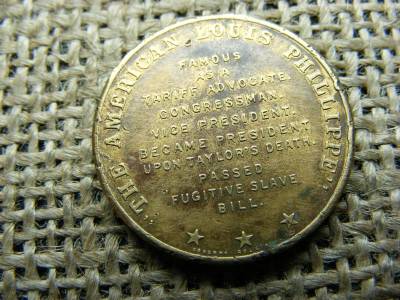 "THE AMERICAN LOUIS PHILLIPPE"
FAMOUS
AS A
TARIFF ADVOCATE.
CONGRESSMAN.
VICE PRESIDENT.
BECAME PRESIDENT
UPON TAYLOR'S DEATH.
PASSED
"FUGITIVE SLAVE
BILL.